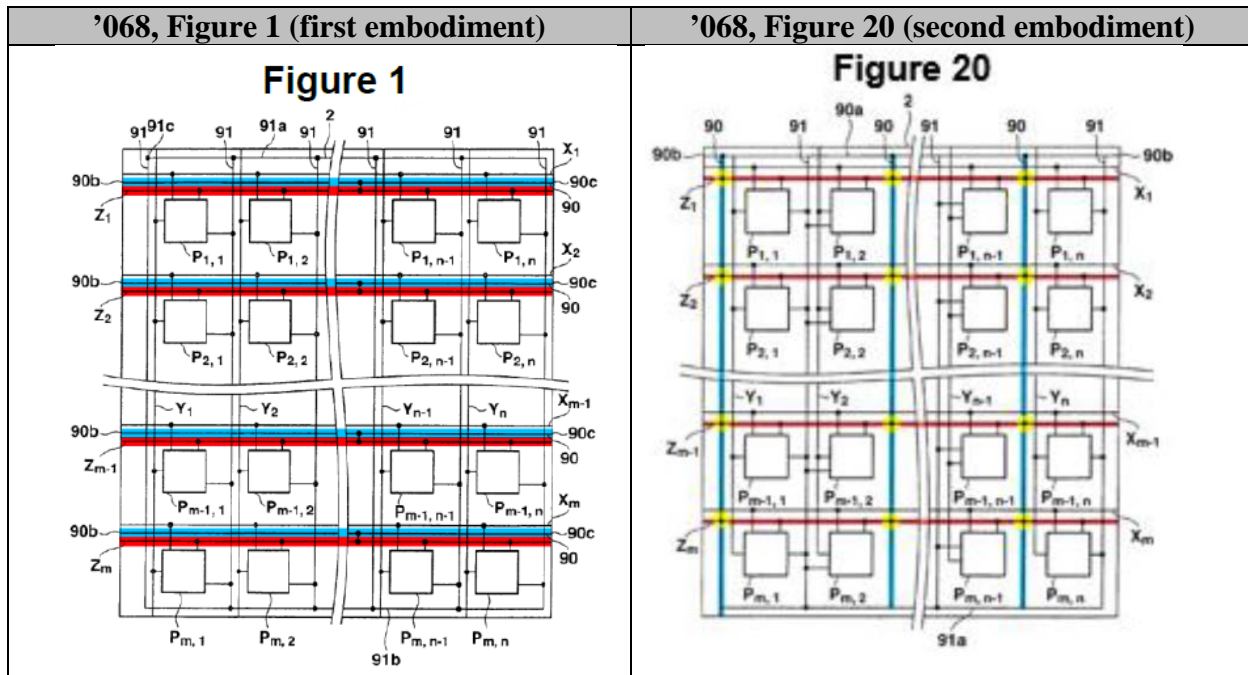 ’068, Figure 1 (first embodiment)
’068, Figure 20 (second embodiment)
Figure 1
91 91c 91 91a 91 2 91 91 91
X1
90b 90c
Z1 90
P1, 1 P1, 2 P1, n-1 P1, n
X2
90b 90c
Z2 90
P2, 1 P2, 2 P2, n-1 P2, n
Y1 Y2 Yn-1 Yn Xm-1
90b 90c
Zm-1 90
Pm-1, 1 Pm-1, 2 Pm-1, n-1 Pm-1, n
Xm
90b 90c
Zm 90
Pm, 1 Pm, 2 Pm, n-1 Pm, n
91b
Figure 20
90 91 90a 90 2 91 90 91
90b 90b
Z1 X1
P1, 1 P1, 2 P1, n-1 P1, n
Z2 X2
P2, 1 P2, 2 P2, n-1 P2, n
Y1 Y2 Yn-1 Yn
Zm-1 Xm-1
Pm-1, 1 Pm-1, 2 Pm-1, n-1 Pm-1, n
Zm Xm
Pm, 1 Pm, 2 Pm, n-1 Pm, n
91a